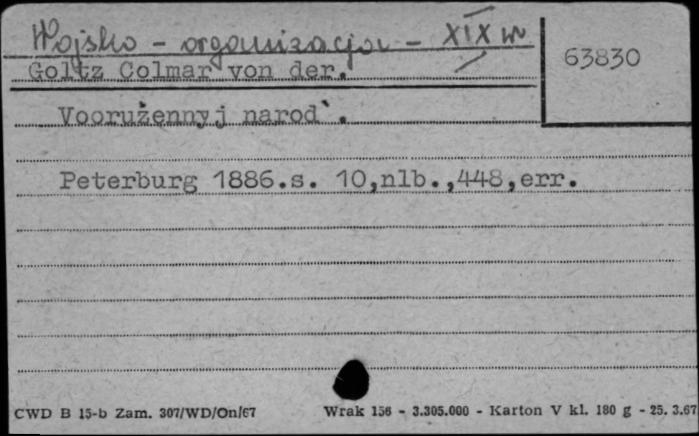 Wojsko - organizacja - XIX w
63830
Goltz Colmar von der.
Vooružennyj narod`.
Peterburg 1886.s. 10,nlb.,448,err.
CWD B 15-b Zam. 307/WD/On/67 Wrak 156 - 3.305.000 - Karton V kl. 180 g - 25. 3.67